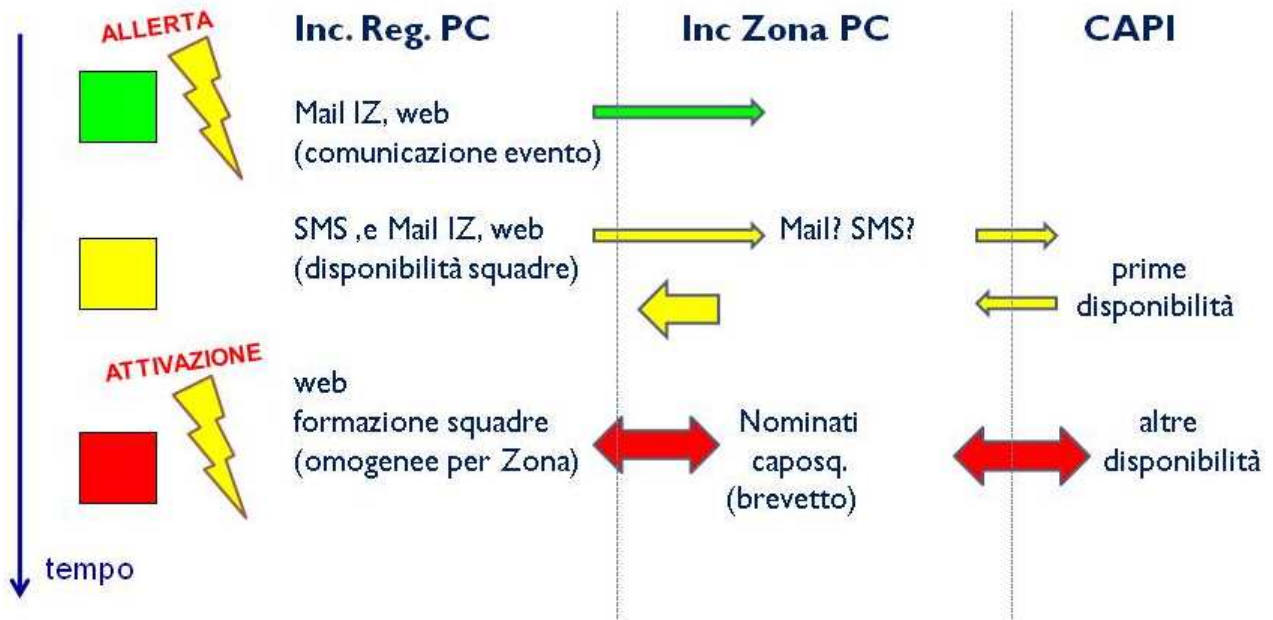 ALLERTA
Inc. Reg. PC
Inc Zona PC
CAPI
Mail IZ, web
(comunicazione evento)
SMS ,e Mail IZ, web
(disponibilità squadre)
Mail? SMS?
prime
disponibilità
ATTIVAZIONE
web
formazione squadre
(omogenee per Zona)
Nominati
caposq.
(brevetto)
altre
disponibilità
tempo